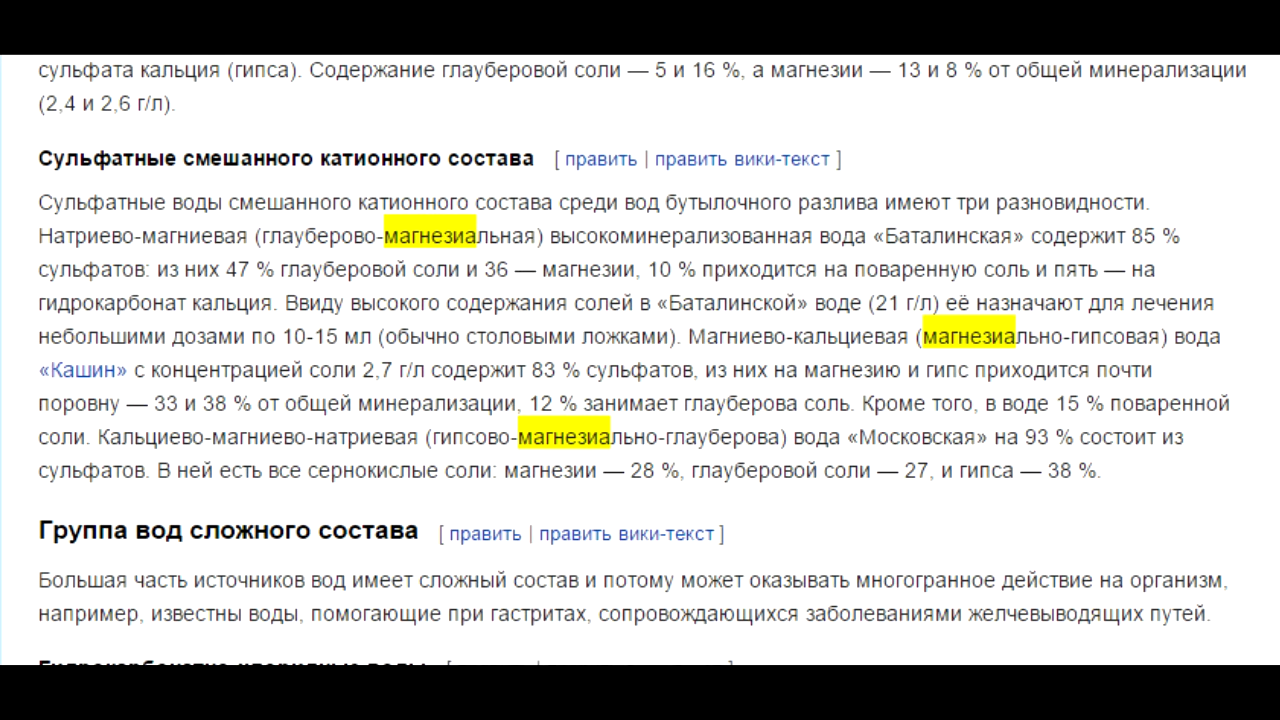 сульфата кальция (гипса). Содержание глауберовой соли — 5 и 16 %, а магнезии — 13 и 8 % от общей минерализации
(2,4 и 2,6 г/л).
Сульфатные смешанного катионного состава [ править | править вики-текст ]
Сульфатные воды смешанного катионного состава среди вод бутылочного разлива имеют три разновидности.
Натриево-магниевая (глауберово-магнезиальная) высокоминерализованная вода «Баталинская» содержит 85 %
сульфатов: из них 47 % глауберовой соли и 36 — магнезии, 10 % приходится на поваренную соль и пять — на
гидрокарбонат кальция. Ввиду высокого содержания солей в «Баталинской» воде (21 г/л) её назначают для лечения
небольшими дозами по 10-15 мл (обычно столовыми ложками). Магниево-кальциевая (магнезиально-гипсовая) вода
«Кашин» с концентрацией соли 2,7 г/л содержит 83 % сульфатов, из них на магнезию и гипс приходится почти
поровну — 33 и 38 % от общей минерализации, 12 % занимает глауберова соль. Кроме того, в воде 15 % поваренной
соли. Кальциево-магниево-натриевая (гипсово-магнезиально-глауберова) вода «Московская» на 93 % состоит из
сульфатов. В ней есть все сернокислые соли: магнезии — 28 %, глауберовой соли — 27, и гипса — 38 %.
Группа вод сложного состава [ править | править вики-текст ]
Большая часть источников вод имеет сложный состав и потому может оказывать многогранное действие на организм,
например, известны воды, помогающие при гастритах, сопровождающихся заболеваниями желчевыводящих путей.